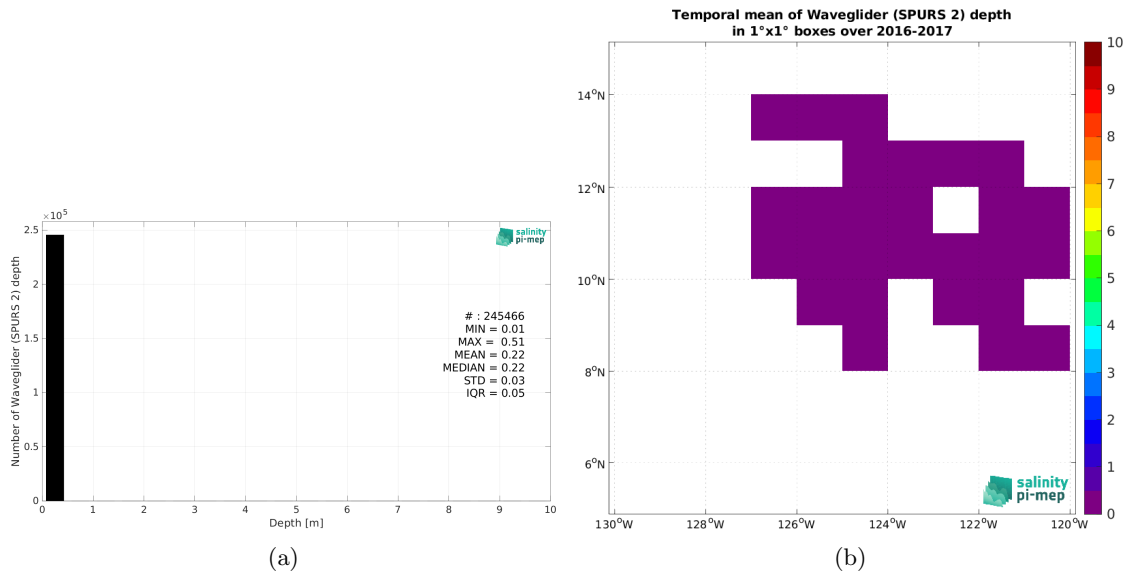 ×10⁵
2.5
2
1.5
1
0.5
0
Number of Waveglider (SPURS 2) depth
salinity
pi-mep
# : 245466
MIN = 0.01
MAX = 0.51
MEAN = 0.22
MEDIAN = 0.22
STD = 0.03
IQR = 0.05
0 1 2 3 4 5 6 7 8 9 10
Depth [m]
(a)
Temporal mean of Waveglider (SPURS 2) depth
in 1°x1° boxes over 2016-2017
14°N
12°N
10°N
8°N
6°N
130°W 128°W 126°W 124°W 122°W 120°W
salinity
pi-mep
10
9
8
7
6
5
4
3
2
1
0
(b)